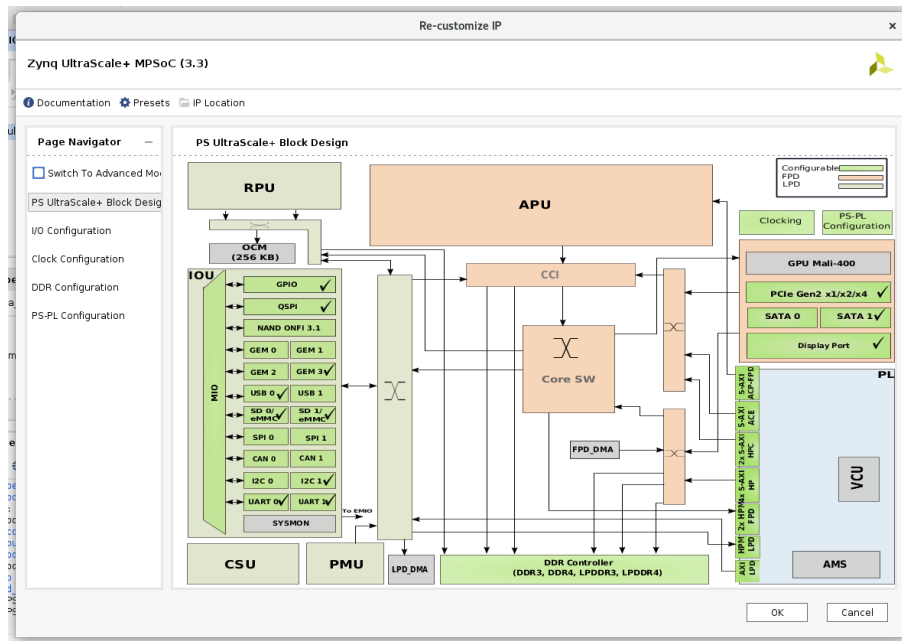 Re-customize IP
×
Zynq UltraScale+ MPSoC (3.3)
Documentation
Presets
IP Location
Page Navigator
Switch To Advanced Mo
PS UltraScale+ Block Desig
I/O Configuration
Clock Configuration
DDR Configuration
PS-PL Configuration
PS UltraScale+ Block Design
Configurable
FPD
LPD
RPU
APU
Clocking
PS-PL
Configuration
OCM
(256 KB)
CCI
GPU Mali-400
PCIe Gen2 x1/x2/x4
SATA 0
SATA 1
Display Port
IOU
MIO
GPIO
QSPI
NAND ONFI 3.1
GEM 0
GEM 1
GEM 2
GEM 3
USB 0
USB 1
SD 0/
eMMC
SD 1/
eMMC
SPI 0
SPI 1
CAN 0
CAN 1
I2C 0
I2C 1
UART 0
UART 1
SYSMON
To EMIO
Core SW
FPD_DMA
PL
S-AXI
ACP-FPD
S-AXI
ACE
2x S-AXI
HPC
4x S-AXI
HP
2x HPM
FPD
HPM
LPD
AXI
LPD
VCU
AMS
CSU
PMU
LPD_DMA
DDR Controller
(DDR3, DDR4, LPDDR3, LPDDR4)
OK
Cancel